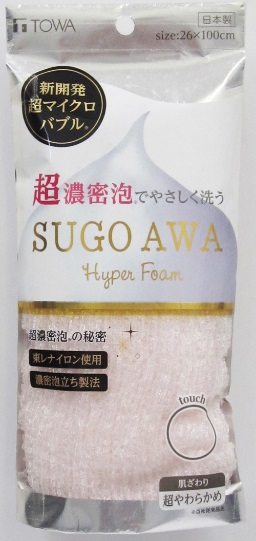 TOWA
日本製
size:26×100cm
新開発
超マイクロ
バブル。
超濃密泡®でやさしく洗う
SUGO AWA
Hyper Foam
超濃密泡®の秘密
東レナイロン使用
濃密泡立ち製法
touch
肌ざわり
超やわらかめ